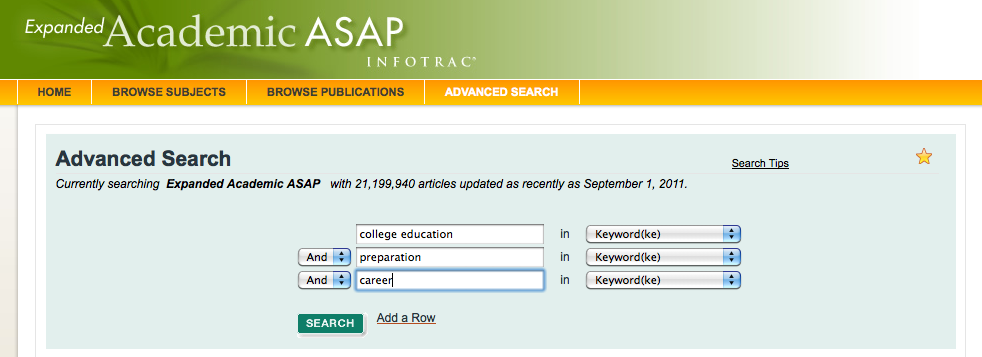 Expanded Academic ASAP
INFOTRAC®
HOME BROWSE SUBJECTS BROWSE PUBLICATIONS ADVANCED SEARCH
Advanced Search
Search Tips
Currently searching Expanded Academic ASAP with 21,199,940 articles updated as recently as September 1, 2011.
college education in Keyword(ke)
And preparation in Keyword(ke)
And career in Keyword(ke)
SEARCH Add a Row